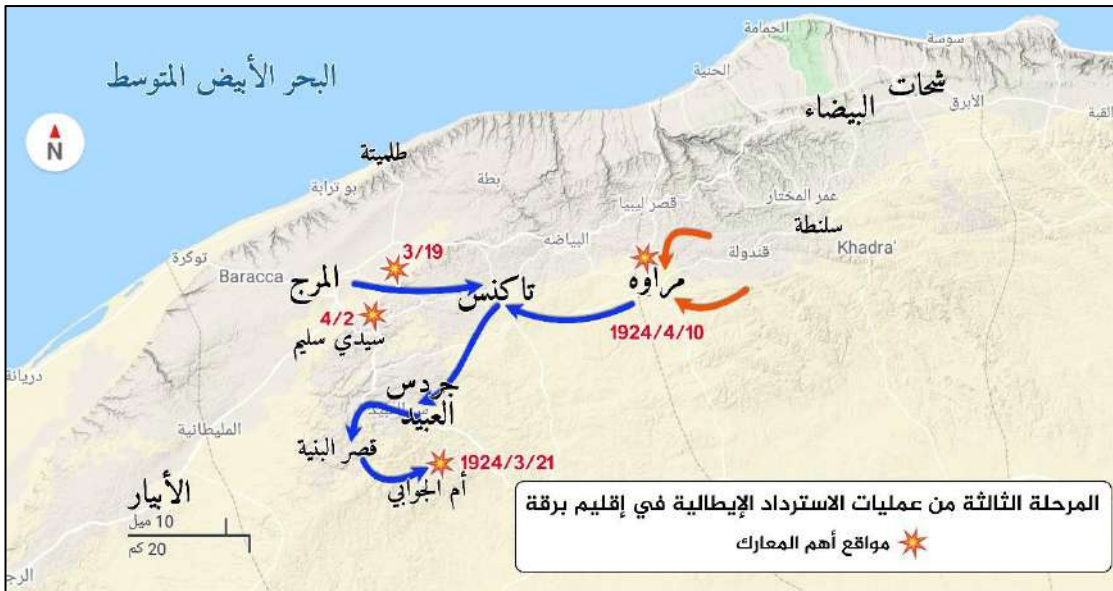 الحمامة
سوسة
البحر الأبيض المتوسط
الحنية
شحات
البيضاء
الأبرق
القبة
N
طلميتة
بطة
بو ترابة
قصر ليبيا
عمر المختار
سلنطة
توكرة
3/19
البياضه
قندولة
Khadra'
Baracca
المرج
تاكنس
مراوه
4/2
سيدي سليم
1924/4/10
دريانة
جردس
العبيد
المليطانية
قصر البنية
1924/3/21
أم الجوابي
الأبيار
10 ميل
20 كم
المرحلة الثالثة من عمليات الاسترداد الإيطالية في إقليم برقة
مواقع أهم المعارك
الرج